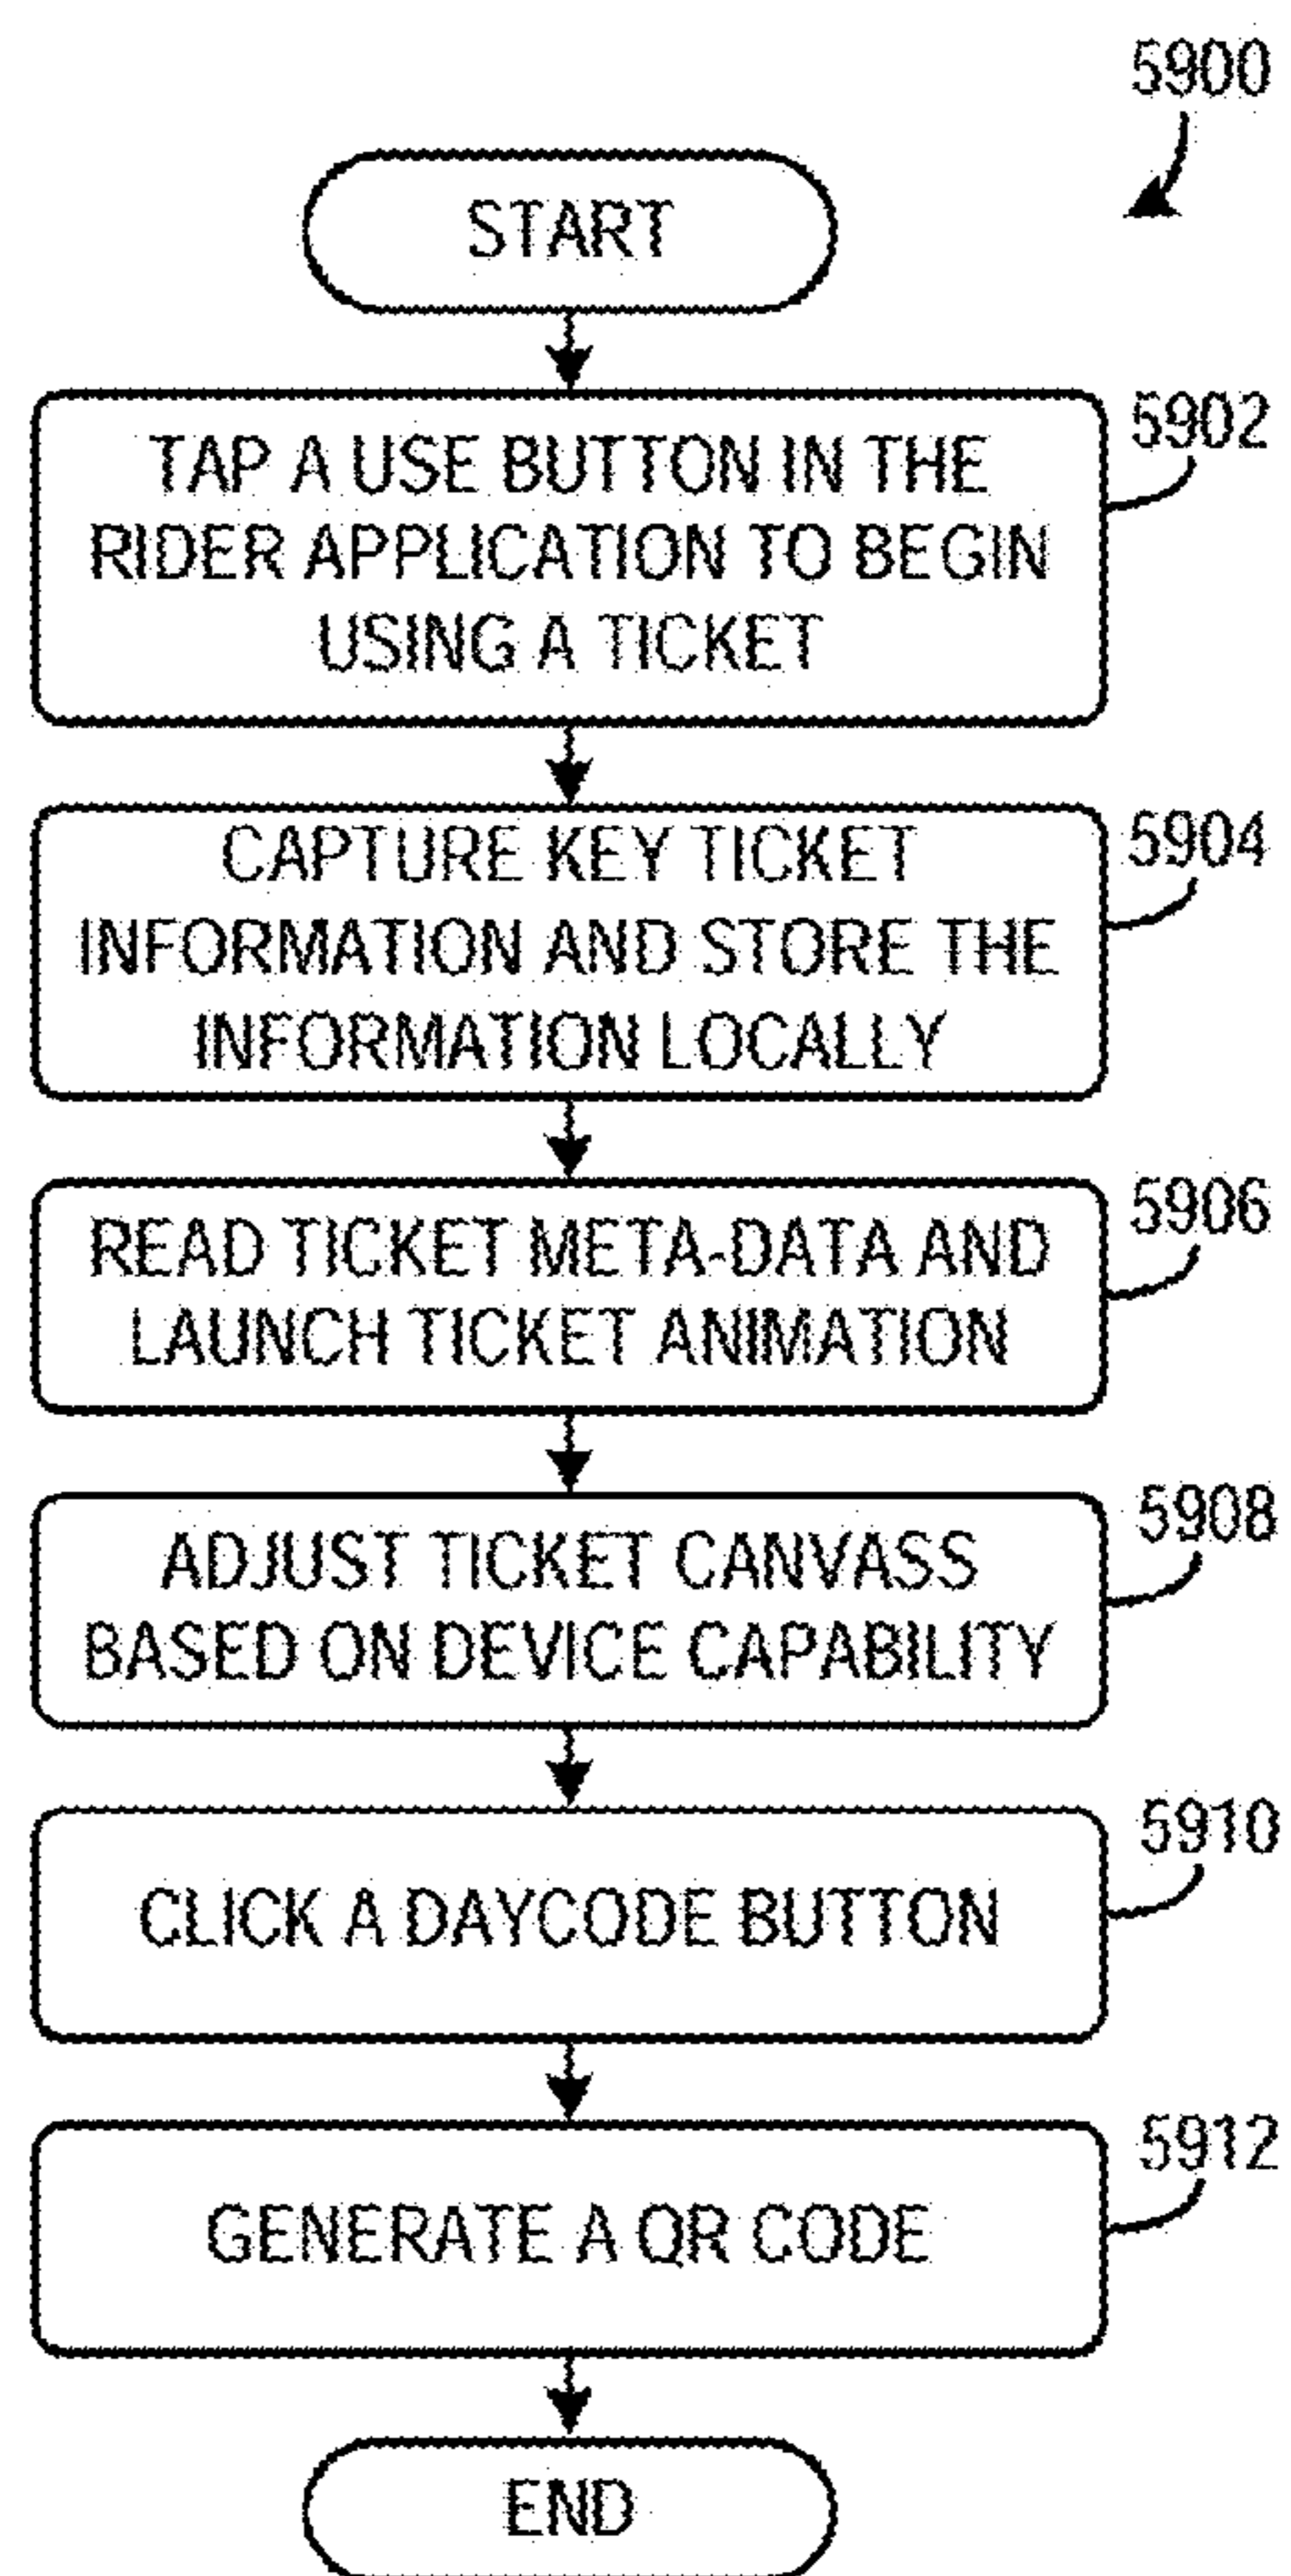 5900
START
TAP A USE BUTTON IN THE
RIDER APPLICATION TO BEGIN
USING A TICKET
5902
CAPTURE KEY TICKET
INFORMATION AND STORE THE
INFORMATION LOCALLY
5904
READ TICKET META-DATA AND
LAUNCH TICKET ANIMATION
5906
ADJUST TICKET CANVASS
BASED ON DEVICE CAPABILITY
5908
CLICK A DAYCODE BUTTON
5910
GENERATE A QR CODE
5912
END